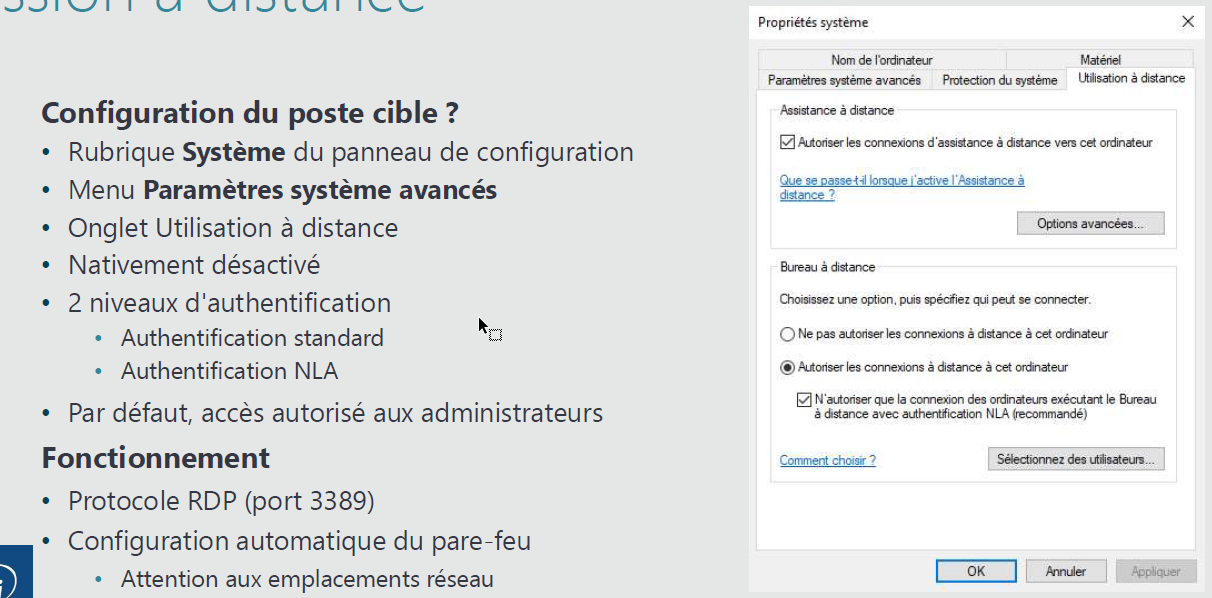 ssion à distance
Configuration du poste cible ?
• Rubrique Système du panneau de configuration
• Menu Paramètres système avancés
• Onglet Utilisation à distance
• Nativement désactivé
• 2 niveaux d'authentification
• Authentification standard
• Authentification NLA
• Par défaut, accès autorisé aux administrateurs
Fonctionnement
• Protocole RDP (port 3389)
• Configuration automatique du pare-feu
• Attention aux emplacements réseau
Propriétés système
Nom de l'ordinateur Matériel
Paramètres système avancés Protection du système Utilisation à distance
Assistance à distance
Autoriser les connexions d'assistance à distance vers cet ordinateur
Que se passe-t-il lorsque j'active l'Assistance à
distance ?
Options avancées...
Bureau à distance
Choisissez une option, puis spécifiez qui peut se connecter.
Ne pas autoriser les connexions à distance à cet ordinateur
Autoriser les connexions à distance à cet ordinateur
N'autoriser que la connexion des ordinateurs exécutant le Bureau
à distance avec authentification NLA (recommandé)
Comment choisir ?
Sélectionnez des utilisateurs...
OK Annuler Appliquer